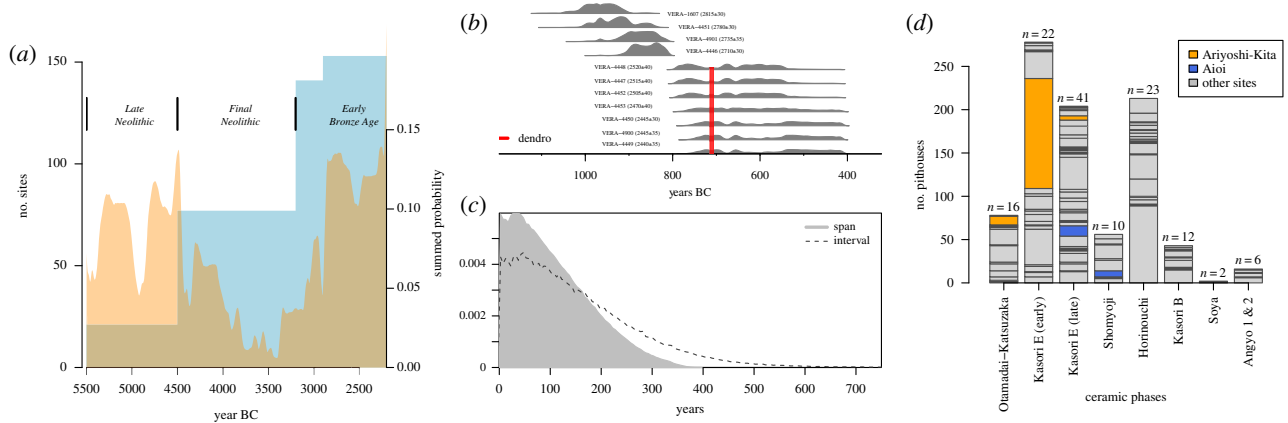 (a)
150
100
50
0
no. sites
Late
Neolithic
Final
Neolithic
Early
Bronze Age
0.15
0.10
0.05
0.00
summed probability
5500
5000
4500
4000
3500
3000
2500
year BC
(b)
VERA-1607 (2815±30)
VERA-4451 (2780±30)
VERA-4901 (2735±35)
VERA-4446 (2710±30)
VERA-4448 (2520±40)
VERA-4447 (2515±40)
VERA-4452 (2505±40)
VERA-4453 (2470±40)
VERA-4450 (2445±30)
VERA-4900 (2445±35)
VERA-4449 (2440±35)
dendro
1000
800
600
400
years BC
(c)
span
interval
0.004
0.002
0
0
100
200
300
400
500
600
700
years
(d)
Ariyoshi-Kita
Aioi
other sites
n = 22
n = 41
n = 23
n = 16
n = 10
n = 12
n = 2
n = 6
250
200
150
100
50
0
no. pithouses
Otamadai-Katsuzaka
Kasori E (early)
Kasori E (late)
Shomyoji
Horinouchi
Kasori B
Soya
Angyo 1 & 2
ceramic phases